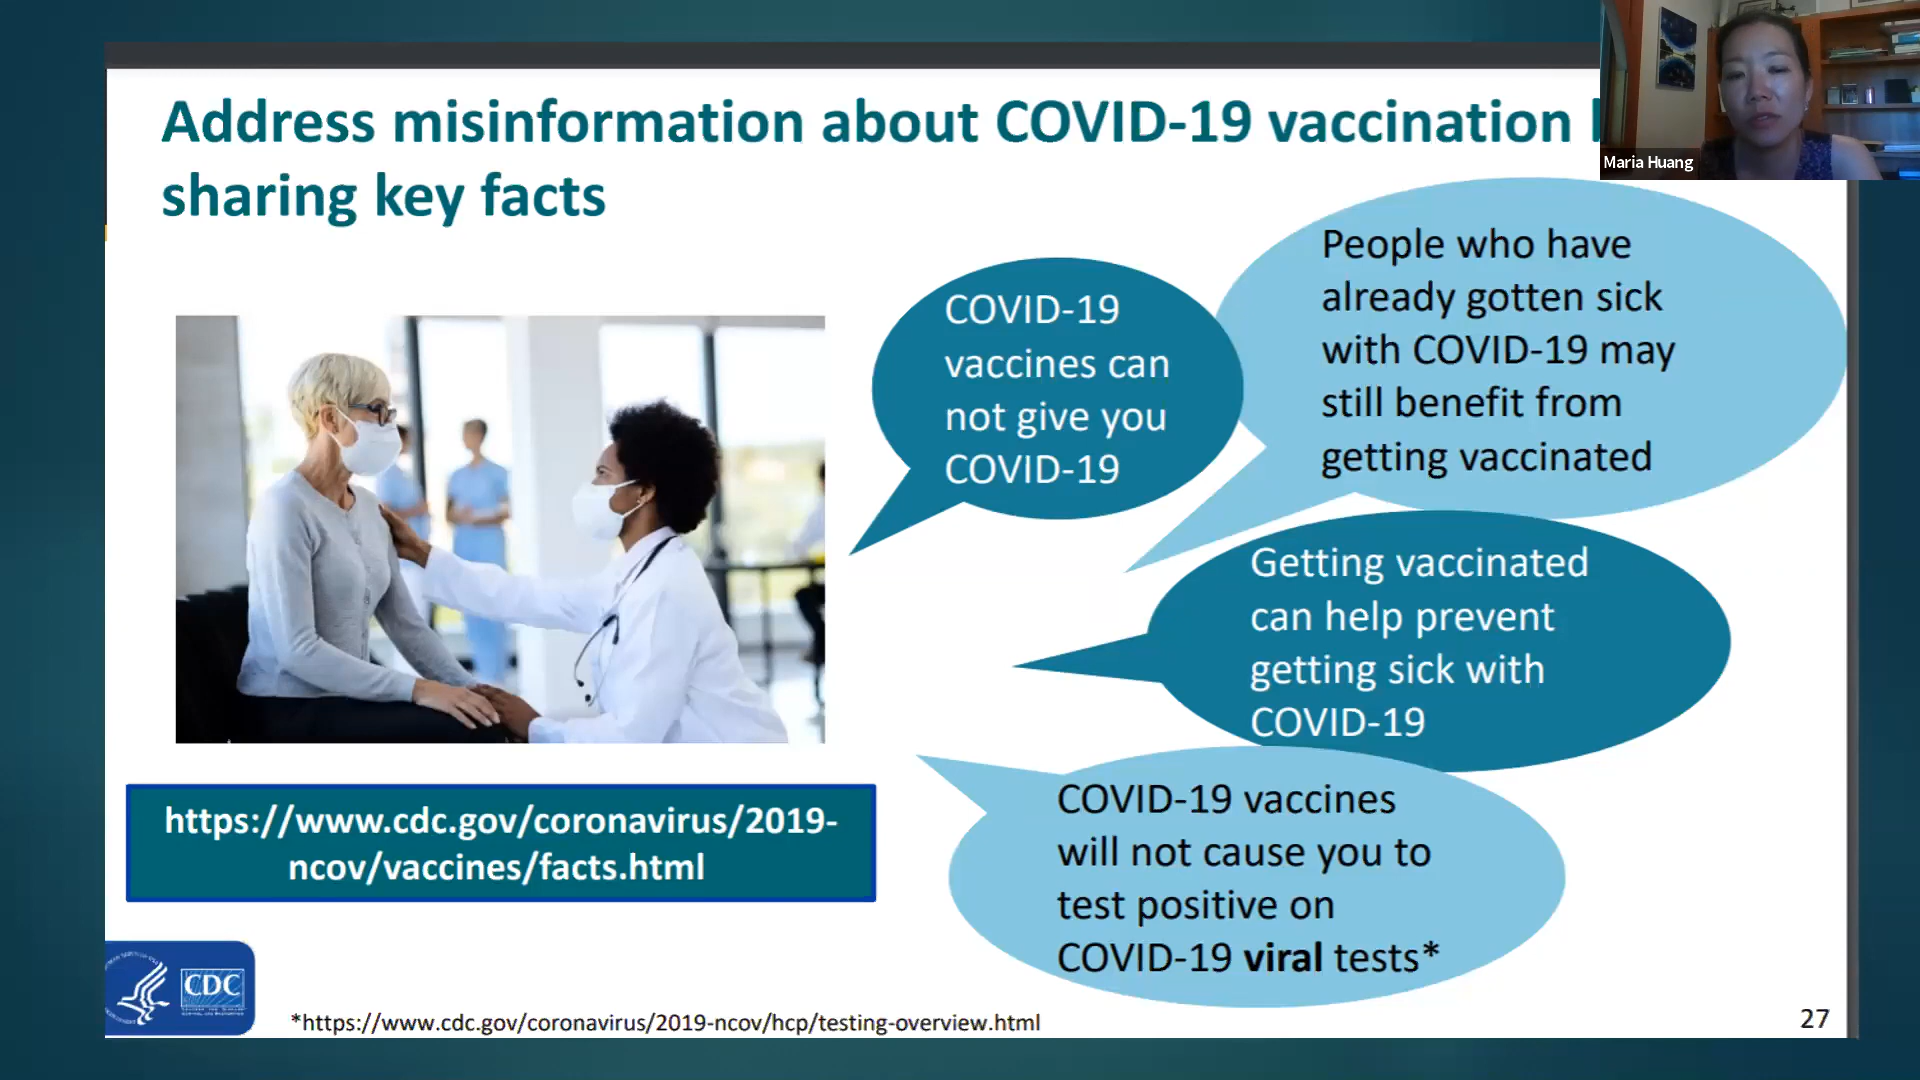 Address misinformation about COVID-19 vaccination
sharing key facts
Maria Huang
COVID-19
vaccines can
not give you
COVID-19
People who have
already gotten sick
with COVID-19 may
still benefit from
getting vaccinated
Getting vaccinated
can help prevent
getting sick with
COVID-19
COVID-19 vaccines
will not cause you to
test positive on
COVID-19 viral tests*
https://www.cdc.gov/coronavirus/2019-
ncov/vaccines/facts.html
CDC
*https://www.cdc.gov/coronavirus/2019-ncov/hcp/testing-overview.html
27